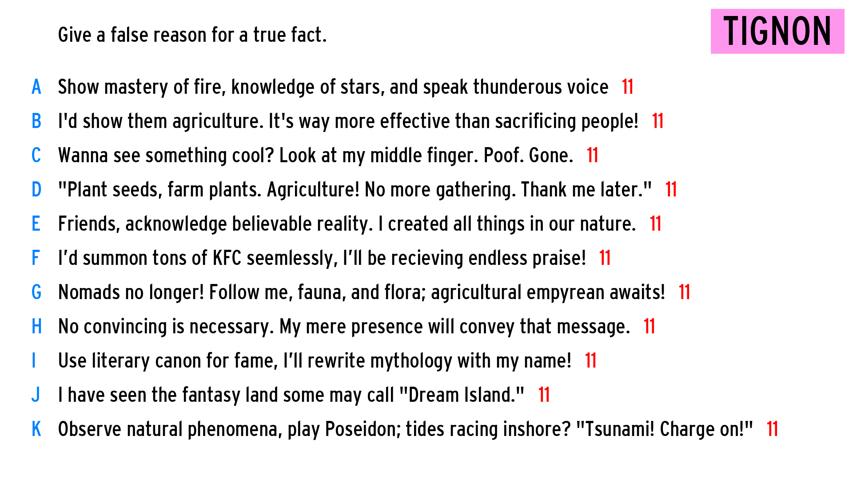 Give a false reason for a true fact.
TIGNON
A Show mastery of fire, knowledge of stars, and speak thunderous voice 11
B I'd show them agriculture. It's way more effective than sacrificing people! 11
C Wanna see something cool? Look at my middle finger. Poof. Gone. 11
D "Plant seeds, farm plants. Agriculture! No more gathering. Thank me later." 11
E Friends, acknowledge believable reality. I created all things in our nature. 11
F I’d summon tons of KFC seemlessly, I’ll be recieving endless praise! 11
G Nomads no longer! Follow me, fauna, and flora; agricultural empyrean awaits! 11
H No convincing is necessary. My mere presence will convey that message. 11
I Use literary canon for fame, I’ll rewrite mythology with my name! 11
J I have seen the fantasy land some may call "Dream Island." 11
K Observe natural phenomena, play Poseidon; tides racing inshore? "Tsunami! Charge on!" 11